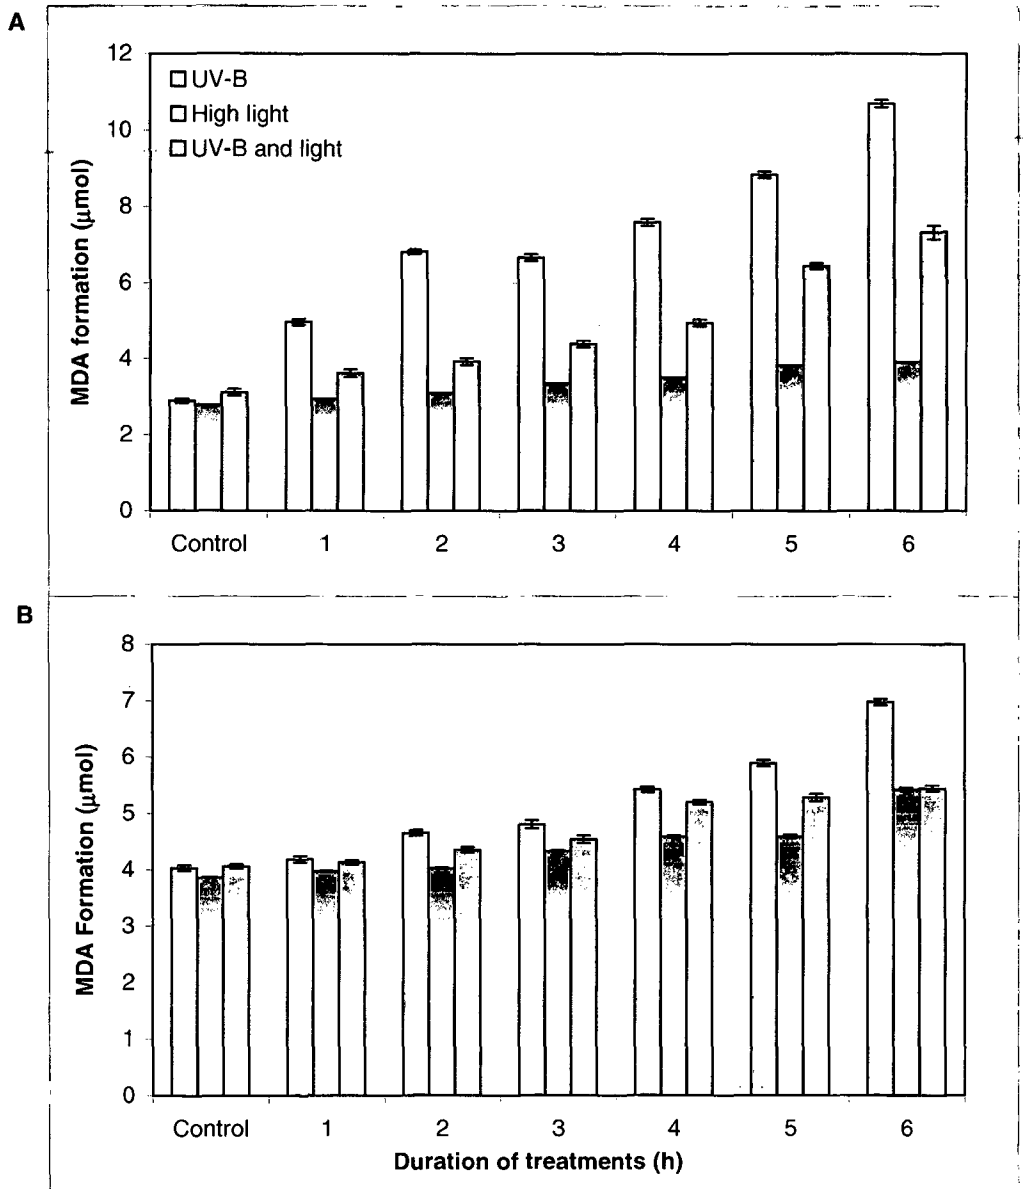 A
12
10
8
6
4
2
0
MDA formation (µmol)
UV-B
High light
UV-B and light
Control 1 2 3 4 5 6
B
8
7
6
5
4
3
2
1
0
MDA Formation (µmol)
Control 1 2 3 4 5 6
Duration of treatments (h)